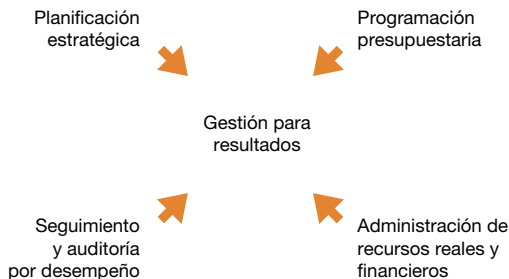 Planificación
estratégica
Programación
presupuestaria
Gestión para
resultados
Seguimiento
y auditoría
por desempeño
Administración de
recursos reales y
financieros